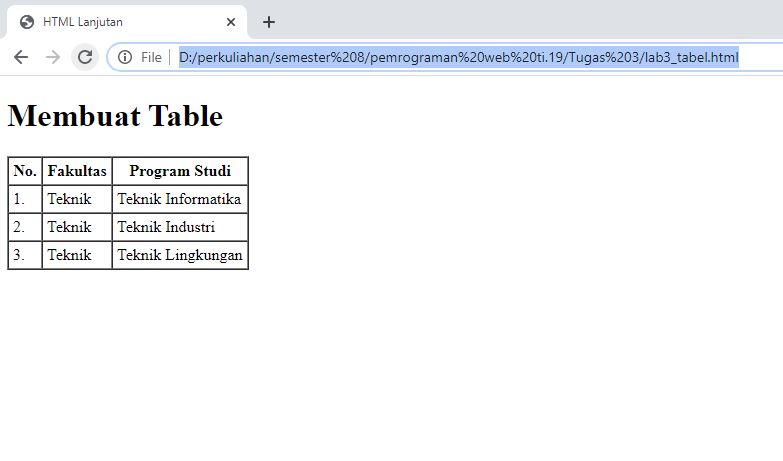 HTML Lanjutan
File D:/perkuliahan/semester%208/pemrograman%20web%20ti.19/Tugas%203/lab3_tabel.html
Membuat Table
No. Fakultas Program Studi
1. Teknik Teknik Informatika
2. Teknik Teknik Industri
3. Teknik Teknik Lingkungan